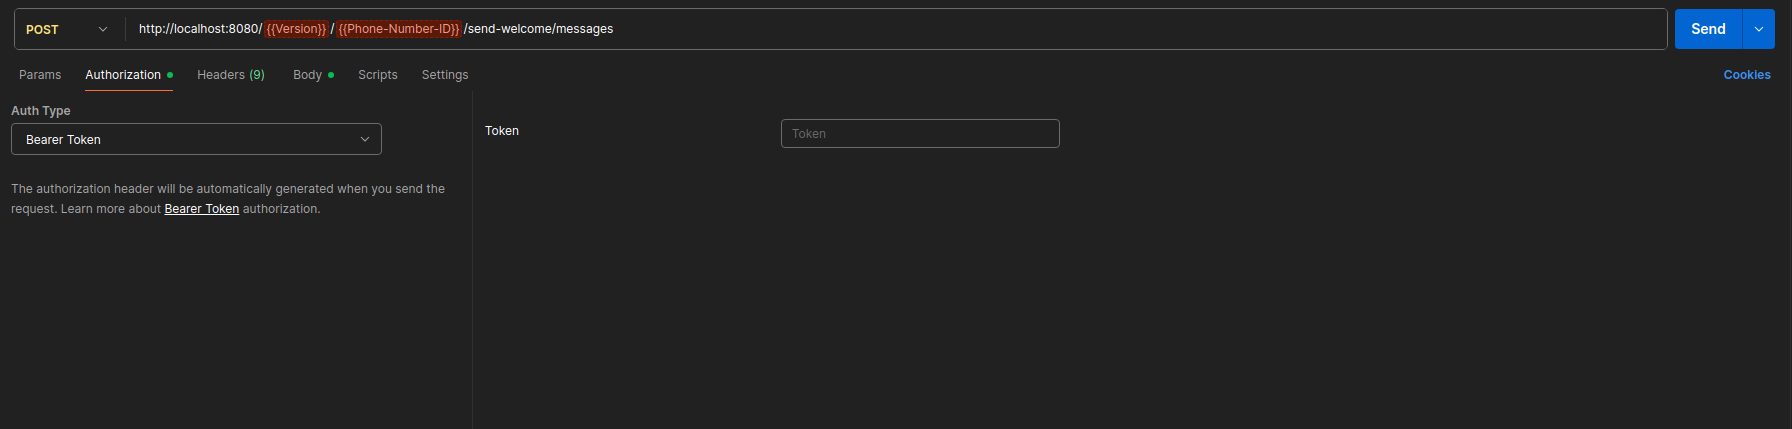 POST http://localhost:8080/{{Version}}/{{Phone-Number-ID}}/send-welcome/messages Send
Params Authorization Headers (9) Body Scripts Settings Cookies
Auth Type
Bearer Token
The authorization header will be automatically generated when you send the
request. Learn more about Bearer Token authorization.
Token Token